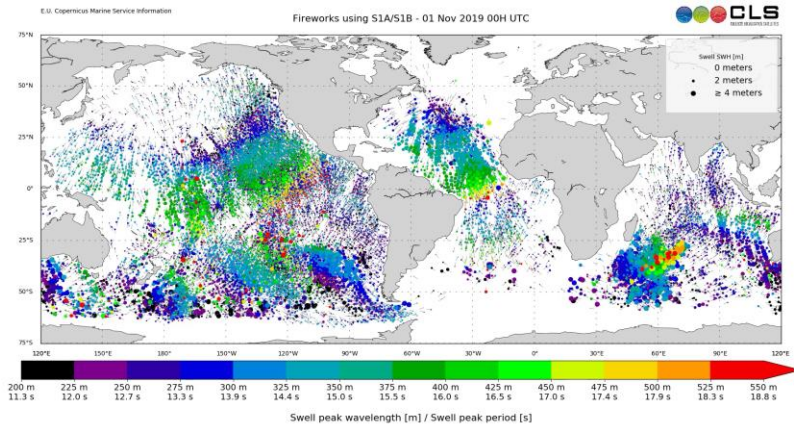 E.U. Copernicus Marine Service Information
Fireworks using S1A/S1B - 01 Nov 2019 00H UTC
CLS
Swell SWH [m]
0 meters
2 meters
≥ 4 meters
75°N
50°N
25°N
0°
25°S
50°S
75°S
120°E 150°E 180° 150°W 120°W 90°W 60°W 30°W 0° 30°E 60°E 90°E 120°E
200 m 225 m 250 m 275 m 300 m 325 m 350 m 375 m 400 m 425 m 450 m 475 m 500 m 525 m 550 m
11.3 s 12.0 s 12.7 s 13.3 s 13.9 s 14.4 s 15.0 s 15.5 s 16.0 s 16.5 s 17.0 s 17.4 s 17.9 s 18.3 s 18.8 s
Swell peak wavelength [m] / Swell peak period [s]